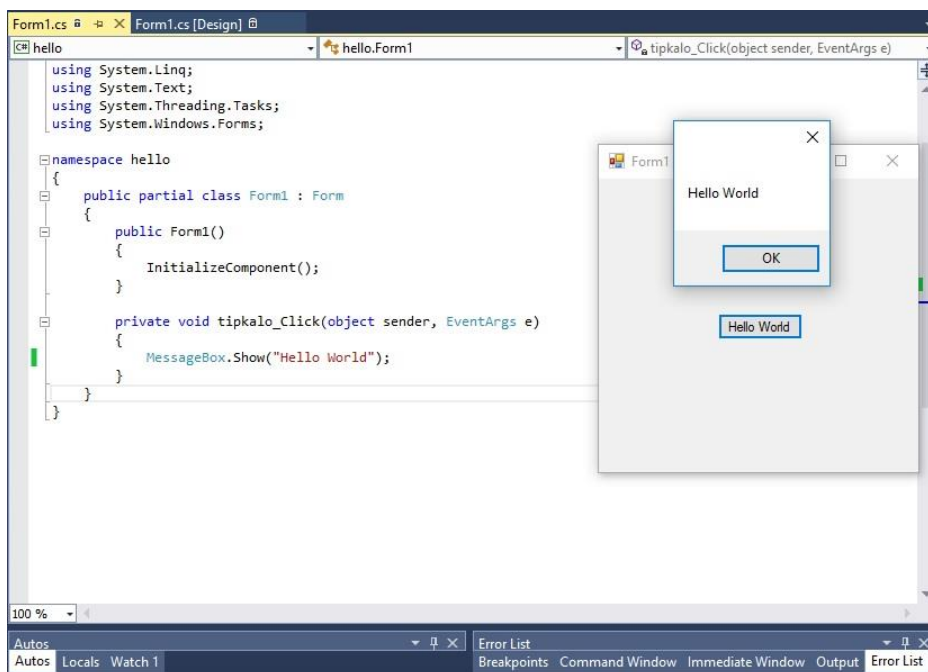 Form1.cs Form1.cs [Design]
C# hello hello.Form1 tipkalo_Click(object sender, EventArgs e)
using System.Linq;
using System.Text;
using System.Threading.Tasks;
using System.Windows.Forms;
namespace hello
{
public partial class Form1 : Form
{
public Form1()
{
InitializeComponent();
}
private void tipkalo_Click(object sender, EventArgs e)
{
MessageBox.Show("Hello World");
}
}
}
Form1
Hello World
OK
Hello World
100 %
Autos Error List
Autos Locals Watch 1 Breakpoints Command Window Immediate Window Output Error List